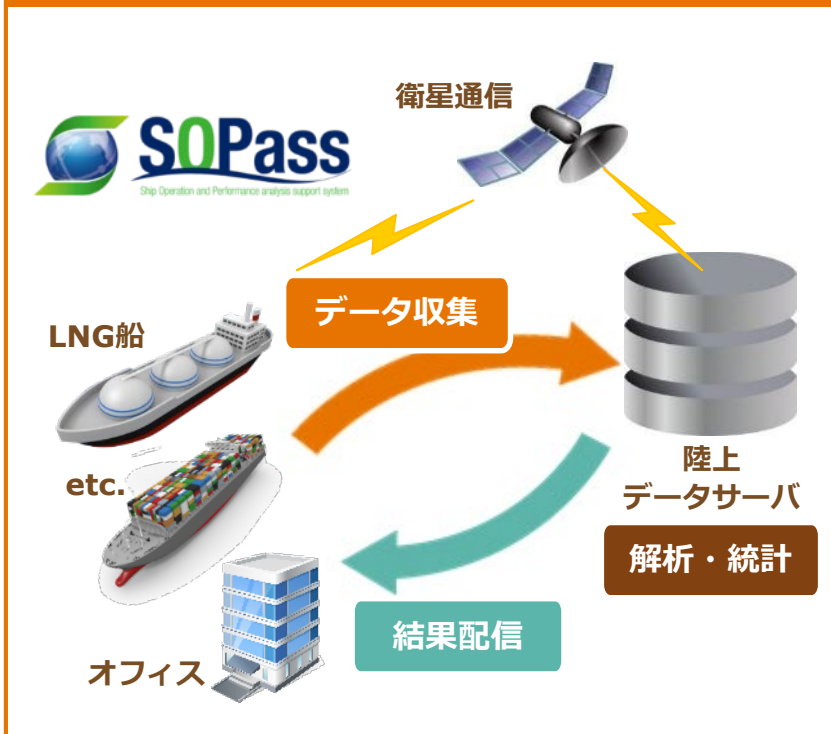 衛星通信
SOPass
Ship Operation and Performance analysis support system
データ収集
LNG船
etc.
陸上
データサーバ
解析・統計
結果配信
オフィス